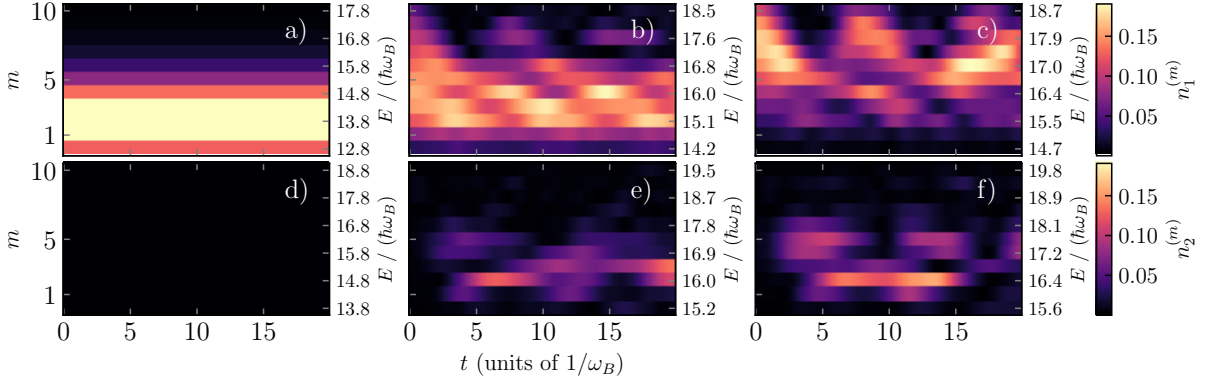 10
5
1
m
a)
17.8
16.8
15.8
14.8
13.8
12.8
E / (ħω_B)
b)
18.7
17.8
16.9
16.0
15.1
14.2
E / (ħω_B)
c)
18.7
17.9
17.0
16.4
15.5
14.7
E / (ħω_B)
0.15
0.10
0.05
n_1^{(m)}
10
5
1
m
d)
18.8
17.8
16.8
15.8
14.8
13.8
E / (ħω_B)
e)
19.5
18.6
17.7
16.9
16.0
15.2
E / (ħω_B)
f)
19.8
18.9
18.1
17.2
16.4
15.6
E / (ħω_B)
0.15
0.10
0.05
n_2^{(m)}
0 5 10 15
0 5 10 15
0 5 10 15
t (units of 1/ω_B)